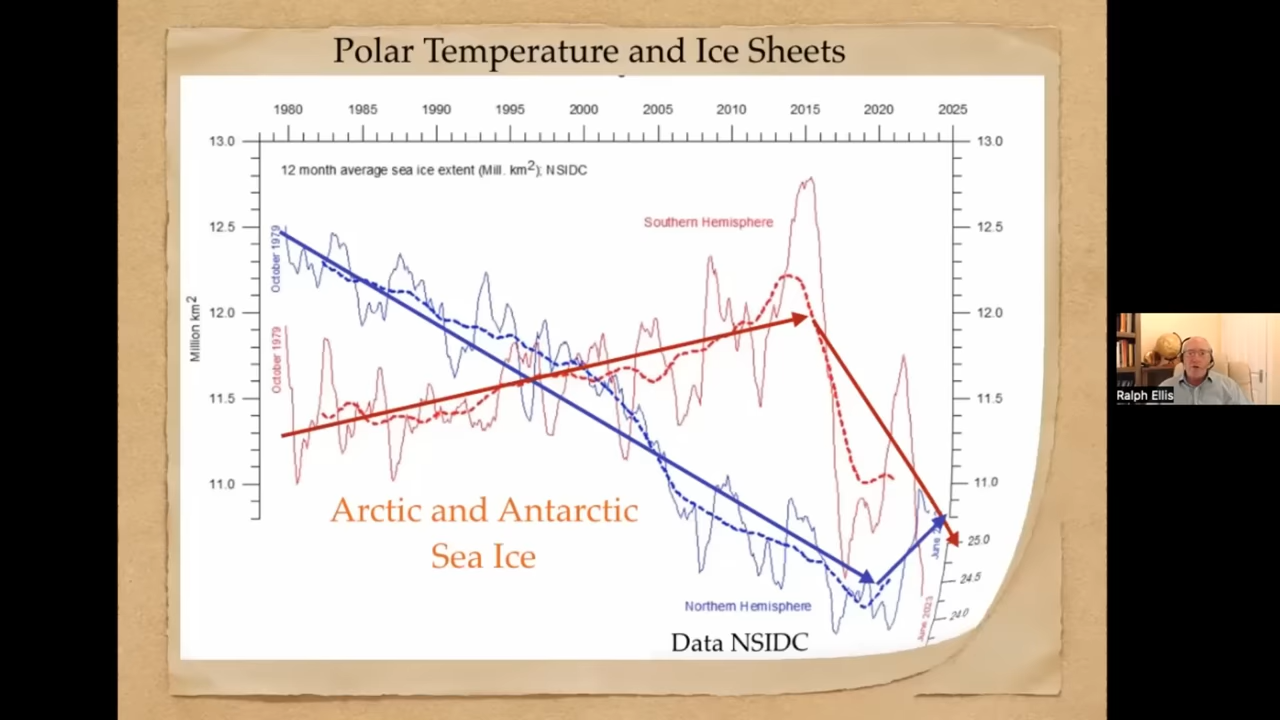 Polar Temperature and Ice Sheets
1980 1985 1990 1995 2000 2005 2010 2015 2020 2025
13.0 13.0
12 month average sea ice extent (Mill. km2); NSIDC
Southern Hemisphere
12.5 12.5
October 1979
Million km2
12.0 12.0
October 1979
11.5 11.5
11.0 11.0
Arctic and Antarctic
Sea Ice
June
25.0
24.5
24.0
June 2023
Northern Hemisphere
Data NSIDC
Ralph Ellis